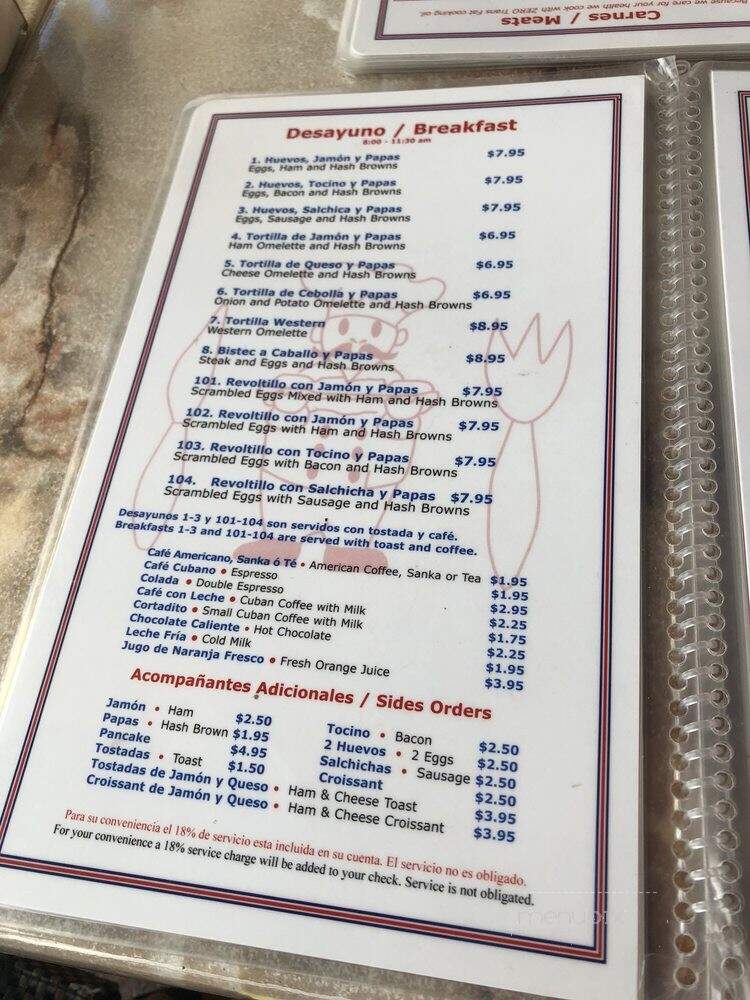 Because we care for your health we cook with ZERO Trans Fat cooking oil.
Carnes / Meats
Desayuno / Breakfast
8:00 - 11:30 am
1. Huevos, Jamón y Papas $7.95
Eggs, Ham and Hash Browns
2. Huevos, Tocino y Papas $7.95
Eggs, Bacon and Hash Browns
3. Huevos, Salchica y Papas $7.95
Eggs, Sausage and Hash Browns
4. Tortilla de Jamón y Papas $6.95
Ham Omelette and Hash Browns
5. Tortilla de Queso y Papas $6.95
Cheese Omelette and Hash Browns
6. Tortilla de Cebolla y Papas $6.95
Onion and Potato Omelette and Hash Browns
7. Tortilla Western $8.95
Western Omelette
8. Bistec a Caballo y Papas $8.95
Steak and Eggs and Hash Browns
101. Revoltillo con Jamón y Papas $7.95
Scrambled Eggs Mixed with Ham and Hash Browns
102. Revoltillo con Jamón y Papas $7.95
Scrambled Eggs with Ham and Hash Browns
103. Revoltillo con Tocino y Papas $7.95
Scrambled Eggs with Bacon and Hash Browns
104. Revoltillo con Salchicha y Papas $7.95
Scrambled Eggs with Sausage and Hash Browns
Desayunos 1-3 y 101-104 son servidos con tostada y café.
Breakfasts 1-3 and 101-104 are served with toast and coffee.
Café Americano, Sanka ó Té • American Coffee, Sanka or Tea $1.95
Café Cubano • Espresso $1.95
Colada • Double Espresso $2.95
Café con Leche • Cuban Coffee with Milk $2.25
Cortadito • Small Cuban Coffee with Milk $1.75
Chocolate Caliente • Hot Chocolate $2.25
Leche Fría • Cold Milk $1.95
Jugo de Naranja Fresco • Fresh Orange Juice $3.95
Acompañantes Adicionales / Sides Orders
Jamón • Ham $2.50
Papas • Hash Brown $1.95
Pancake $4.95
Tostadas • Toast $1.50
Tocino • Bacon $2.50
2 Huevos • 2 Eggs $2.50
Salchichas • Sausage $2.50
Croissant $2.50
Tostadas de Jamón y Queso • Ham & Cheese Toast $3.95
Croissant de Jamón y Queso • Ham & Cheese Croissant $3.95
Para su conveniencia el 18% de servicio esta incluida en su cuenta. El servicio no es obligado.
For your convenience a 18% service charge will be added to your check. Service is not obligated.